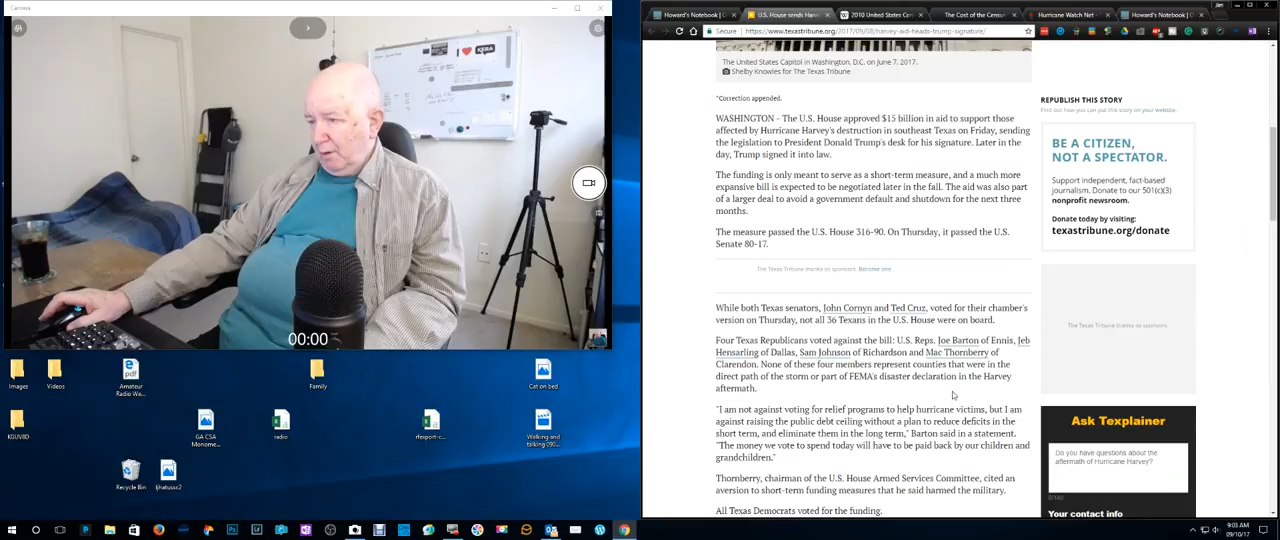 Camera
KERA
00:00
Images
Videos
Amateur
Radio Wa...
Family
Cat on bed
KGUV8D
GA CSA
Monome...
radio
rfexport-c...
Walking and
talking (90...
Recycle Bin
ljhatussc2
Howard's Notebook |
U.S. House sends Harve
2010 United States Cen
The Cost of the Census
Hurricane Watch Net -
Howard's Notebook |
Jim
Secure
https://www.texastribune.org/2017/09/08/harvey-aid-heads-trump-signature/
The United States Capitol in Washington, D.C. on June 7, 2017.
Shelby Knowles for The Texas Tribune
*Correction appended.
WASHINGTON - The U.S. House approved $15 billion in aid to support those
affected by Hurricane Harvey's destruction in southeast Texas on Friday, sending
the legislation to President Donald Trump's desk for his signature. Later in the
day, Trump signed it into law.
The funding is only meant to serve as a short-term measure, and a much more
expansive bill is expected to be negotiated later in the fall. The aid was also part
of a larger deal to avoid a government default and shutdown for the next three
months.
The measure passed the U.S. House 316-90. On Thursday, it passed the U.S.
Senate 80-17.
The Texas Tribune thanks its sponsors. Become one.
While both Texas senators, John Cornyn and Ted Cruz, voted for their chamber's
version on Thursday, not all 36 Texans in the U.S. House were on board.
Four Texas Republicans voted against the bill: U.S. Reps. Joe Barton of Ennis, Jeb
Hensarling of Dallas, Sam Johnson of Richardson and Mac Thornberry of
Clarendon. None of these four members represent counties that were in the
direct path of the storm or part of FEMA's disaster declaration in the Harvey
aftermath.
"I am not against voting for relief programs to help hurricane victims, but I am
against raising the public debt ceiling without a plan to reduce deficits in the
short term, and eliminate them in the long term," Barton said in a statement.
"The money we vote to spend today will have to be paid back by our children and
grandchildren."
Thornberry, chairman of the U.S. House Armed Services Committee, cited an
aversion to short-term funding measures that he said harmed the military.
All Texas Democrats voted for the funding.
REPUBLISH THIS STORY
Find out how you can put this story on your website.
BE A CITIZEN,
NOT A SPECTATOR.
Support independent, fact-based
journalism. Donate to our 501(c)(3)
nonprofit newsroom.
Donate today by visiting:
texastribune.org/donate
The Texas Tribune thanks its sponsors.
Ask Texplainer
Do you have questions about the
aftermath of Hurricane Harvey?
Your contact info
9:03 AM
09/10/17